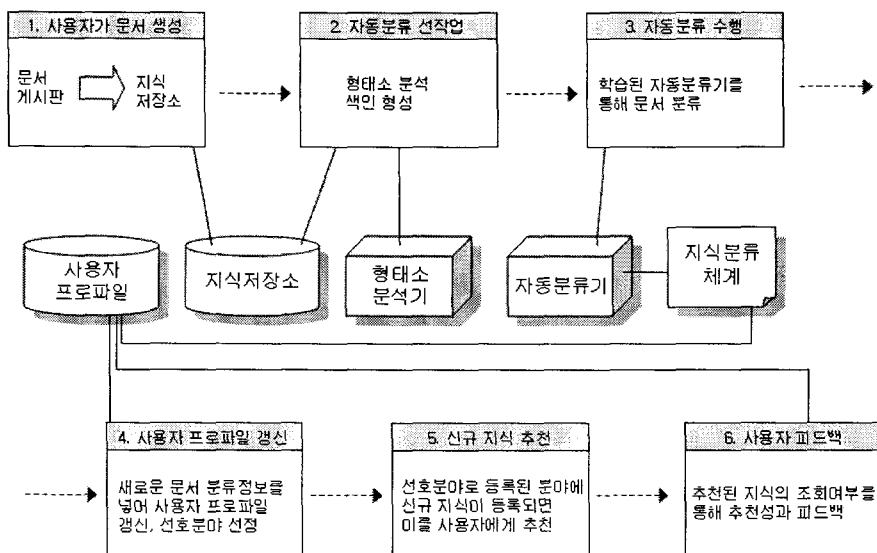 1. 사용자가 문서 생성
문서
게시판
지식
저장소
2. 자동분류 선작업
형태소 분석
색인 형성
3. 자동분류 수행
학습된 자동분류기를
통해 문서 분류
사용자
프로파일
지식저장소
형태소
분석기
자동분류기
지식분류
체계
4. 사용자 프로파일 갱신
새로운 문서 분류정보를
넣어 사용자 프로파일
갱신, 선호분야 선정
5. 신규 지식 추천
선호분야로 등록된 분야에
신규 지식이 등록되면
이를 사용자에게 추천
6. 사용자 피드백
추천된 지식의 조회여부를
통해 추천성과 피드백